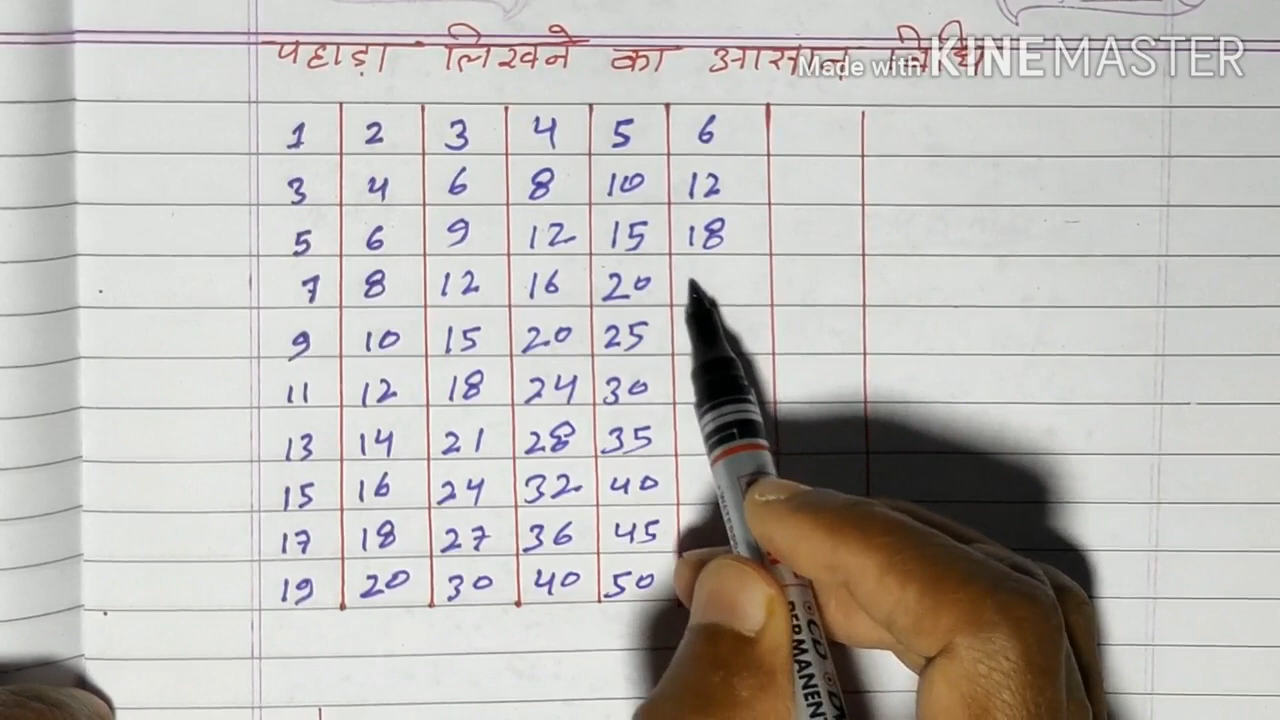 पहाड़ा लिखने का आसान विधि
Made with KINEMASTER
1 2 3 4 5 6
3 4 6 8 10 12
5 6 9 12 15 18
7 8 12 16 20
9 10 15 20 25
11 12 18 24 30
13 14 21 28 35
15 16 24 32 40
17 18 27 36 45
19 20 30 40 50
PERMANENT